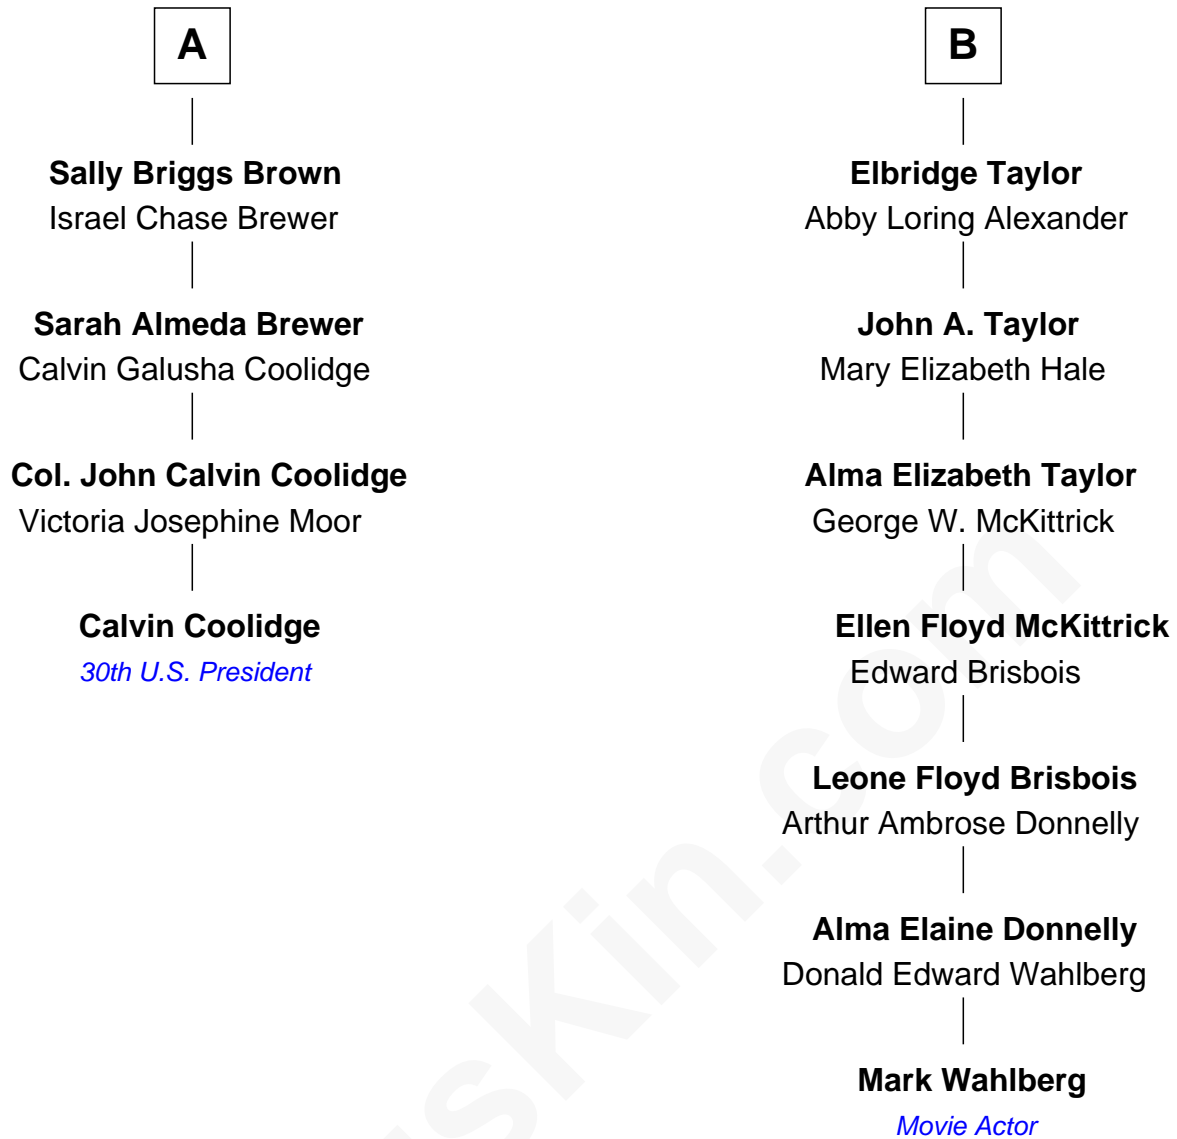 A
Sally Briggs Brown
Israel Chase Brewer
Sarah Almeda Brewer
Calvin Galusha Coolidge
Col. John Calvin Coolidge
Victoria Josephine Moor
Calvin Coolidge
30th U.S. President
B
Elbridge Taylor
Abby Loring Alexander
John A. Taylor
Mary Elizabeth Hale
Alma Elizabeth Taylor
George W. McKittrick
Ellen Floyd McKittrick
Edward Brisbois
Leone Floyd Brisbois
Arthur Ambrose Donnelly
Alma Elaine Donnelly
Donald Edward Wahlberg
Mark Wahlberg
Movie Actor
sKin.com